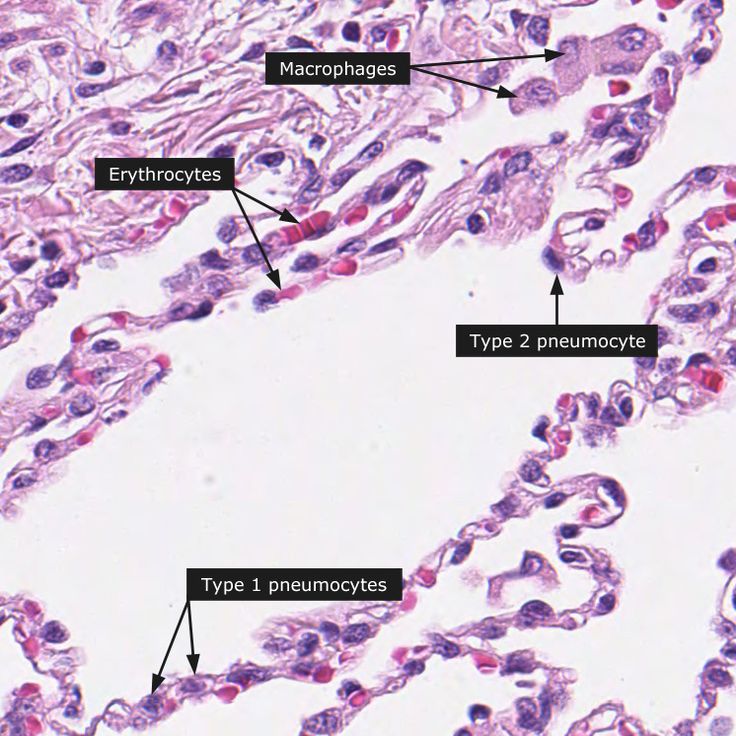 Macrophages
Erythrocytes
Type 2 pneumocyte
Type 1 pneumocytes